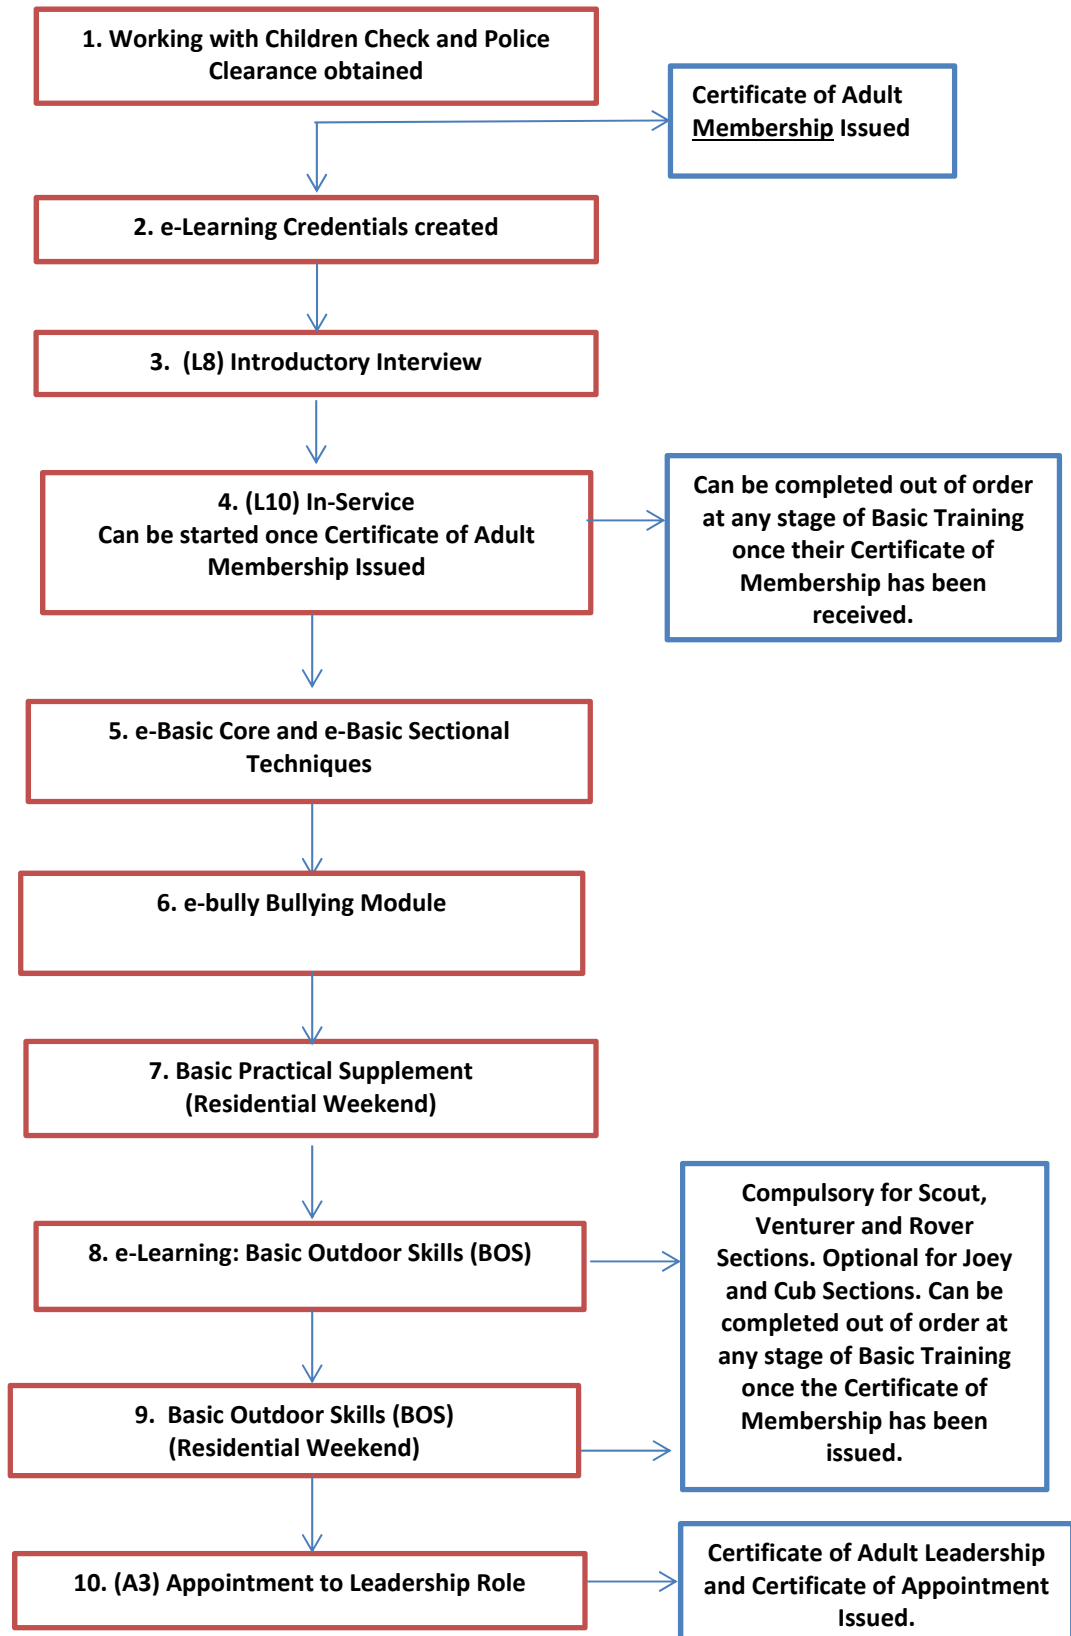 1. Working with Children Check and Police
Clearance obtained
Certificate of Adult
Membership Issued
2. e-Learning Credentials created
3. (L8) Introductory Interview
4. (L10) In-Service
Can be started once Certificate of Adult
Membership Issued
Can be completed out of order
at any stage of Basic Training
once their Certificate of
Membership has been
received.
5. e-Basic Core and e-Basic Sectional
Techniques
6. e-bully Bullying Module
7. Basic Practical Supplement
(Residential Weekend)
8. e-Learning: Basic Outdoor Skills (BOS)
Compulsory for Scout,
Venturer and Rover
Sections. Optional for Joey
and Cub Sections. Can be
completed out of order at
any stage of Basic Training
once the Certificate of
Membership has been
issued.
9. Basic Outdoor Skills (BOS)
(Residential Weekend)
10. (A3) Appointment to Leadership Role
Certificate of Adult Leadership
and Certificate of Appointment
Issued.